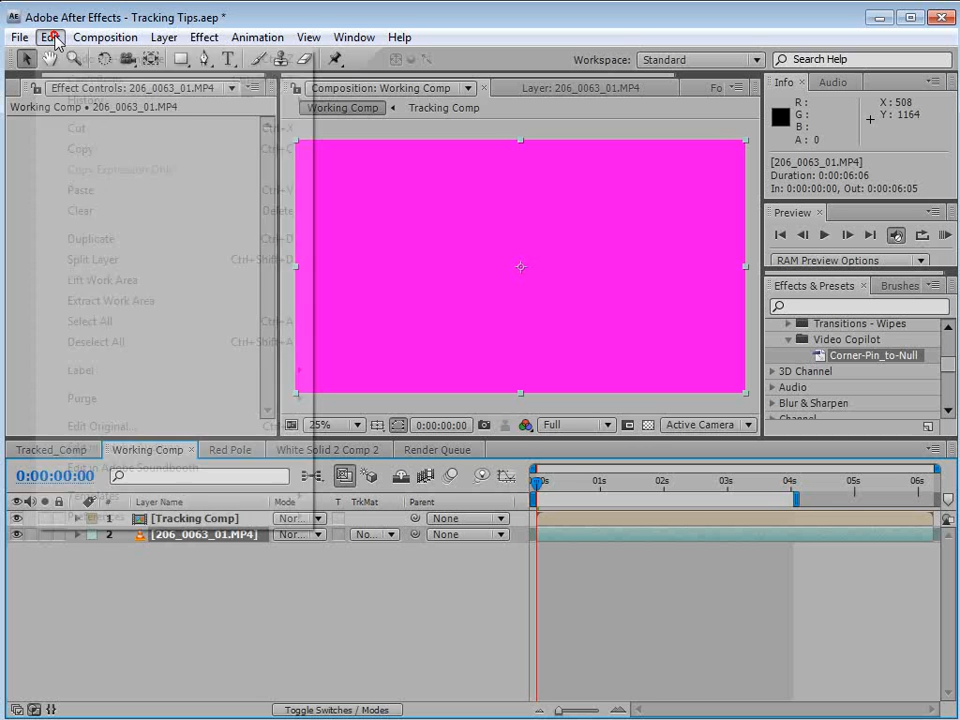 Adobe After Effects - Tracking Tips.aep *
File Edit Composition Layer Effect Animation View Window Help
Workspace: Standard Search Help
Effect Controls: 206_0063_01.MP4 Composition: Working Comp Layer: 206_0063_01.MP4 Fo Info Audio
Working Comp • 206_0063_01.MP4 Working Comp Tracking Comp
History
R: X: 508
G: Y: 1164
B:
A: 0
Cut Ctrl+X
Copy Ctrl+C
Copy Expression Only
Paste Ctrl+V
Clear Delete
Duplicate Ctrl+D
Split Layer Ctrl+Shift+D
Lift Work Area
Extract Work Area
Select All Ctrl+A
Deselect All Ctrl+Shift+A
Label
Purge
Edit Original...
Edit in Adobe Soundbooth
Templates
[206_0063_01.MP4]
Duration: 0:00:06:06
In: 0:00:00:00, Out: 0:00:06:05
Preview
RAM Preview Options
Effects & Presets Brushes
Transitions - Wipes
Video Copilot
Corner-Pin_to-Null
3D Channel
Audio
Blur & Sharpen
Channel
25% 0:00:00:00 Full Active Camera
Tracked_Comp Working Comp Red Pole White Solid 2 Comp 2 Render Queue
0:00:00:00
01s 02s 03s 04s 05s 06s
Layer Name Mode T TrkMat Parent
1 [Tracking Comp] Nor... None
2 [206_0063_01.MP4] Nor... No... None
Toggle Switches / Modes